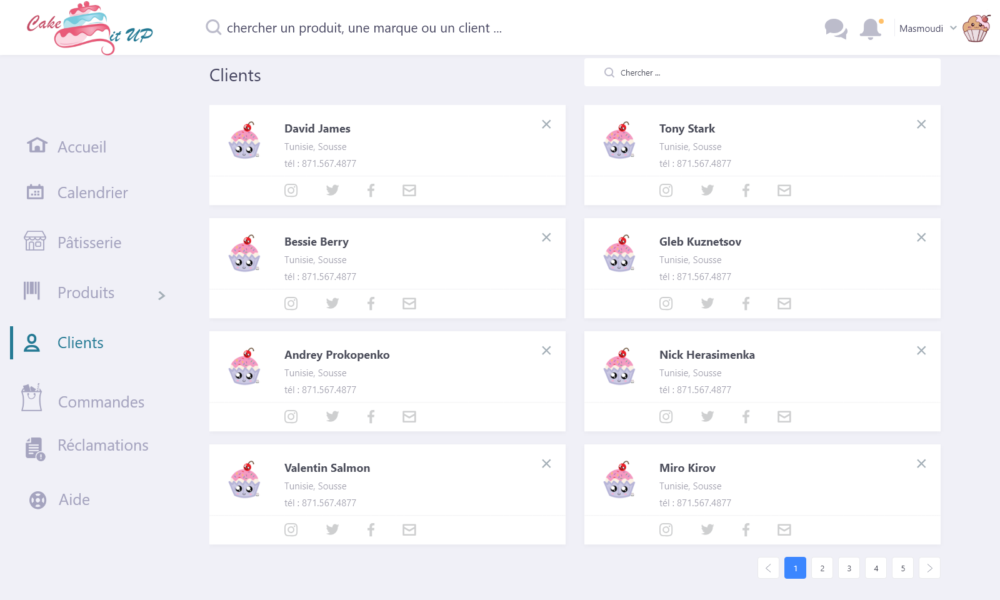 Cake it UP
chercher un produit, une marque ou un client ...
Masmoudi
Clients
Chercher ...
Accueil
Calendrier
Pâtisserie
Produits
Clients
Commandes
Réclamations
Aide
David James
Tunisie, Sousse
tél : 871.567.4877
Tony Stark
Tunisie, Sousse
tél : 871.567.4877
Bessie Berry
Tunisie, Sousse
tél : 871.567.4877
Gleb Kuznetsov
Tunisie, Sousse
tél : 871.567.4877
Andrey Prokopenko
Tunisie, Sousse
tél : 871.567.4877
Nick Herasimenka
Tunisie, Sousse
tél : 871.567.4877
Valentin Salmon
Tunisie, Sousse
tél : 871.567.4877
Miro Kirov
Tunisie, Sousse
tél : 871.567.4877
1 2 3 4 5